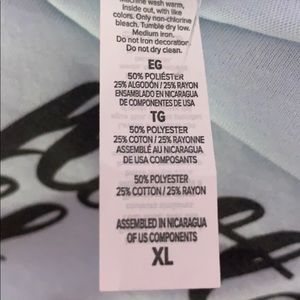 Machine wash warm,
inside out, with like
colors. Only non-chlorine
bleach. Tumble dry low.
Medium iron.
Do not iron decoration.
Do not dry clean.
EG
50% POLIÉSTER
25% ALGODÓN / 25% RAYON
ENSAMBLADO EN NICARAGUA
DE COMPONENTES DE USA
TG
50% POLYESTER
25% COTON / 25% RAYONNE
ASSEMBLÉ AU NICARAGUA
DE USA COMPOSANTS
50% POLYESTER
25% COTTON / 25% RAYON
ASSEMBLED IN NICARAGUA
OF US COMPONENTS
XL